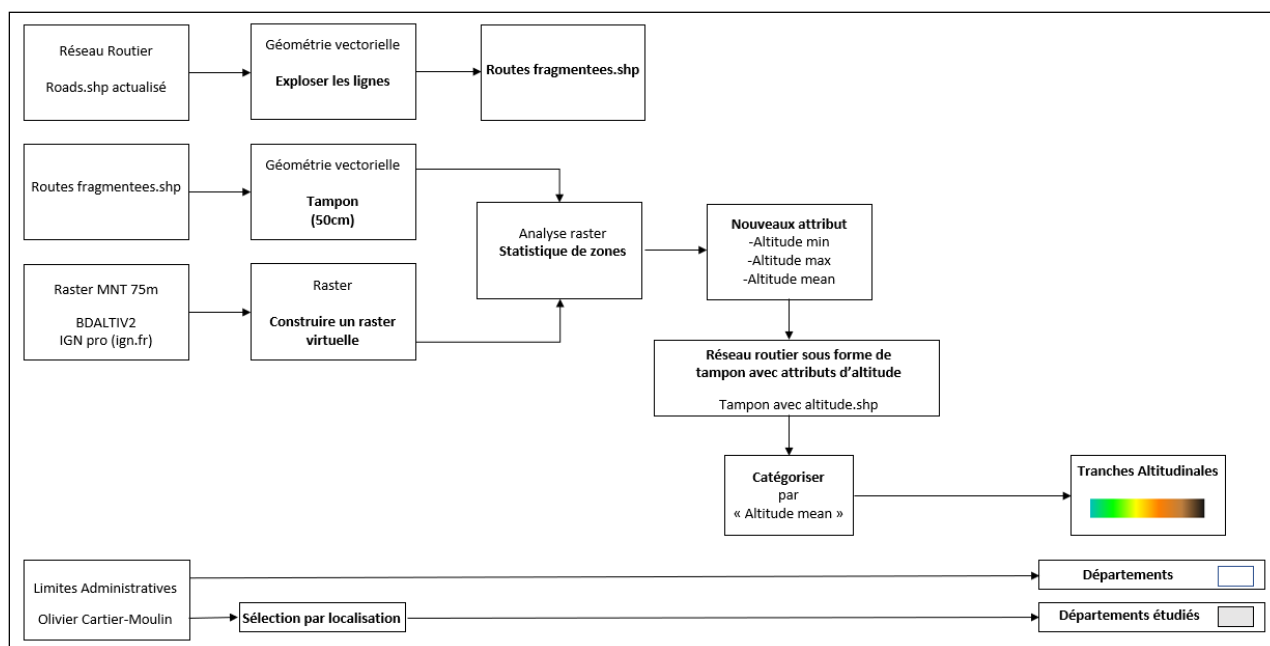 Réseau Routier
Roads.shp actualisé
Géométrie vectorielle
Exploser les lignes
Routes fragmentees.shp
Routes fragmentees.shp
Géométrie vectorielle
Tampon
(50cm)
Raster MNT 75m
BDALTIV2
IGN pro (ign.fr)
Raster
Construire un raster
virtuelle
Analyse raster
Statistique de zones
Nouveaux attribut
-Altitude min
-Altitude max
-Altitude mean
Réseau routier sous forme de
tampon avec attributs d’altitude
Tampon avec altitude.shp
Catégoriser
par
« Altitude mean »
Tranches Altitudinales
Limites Administratives
Olivier Cartier-Moulin
Sélection par localisation
Départements
Départements étudiés